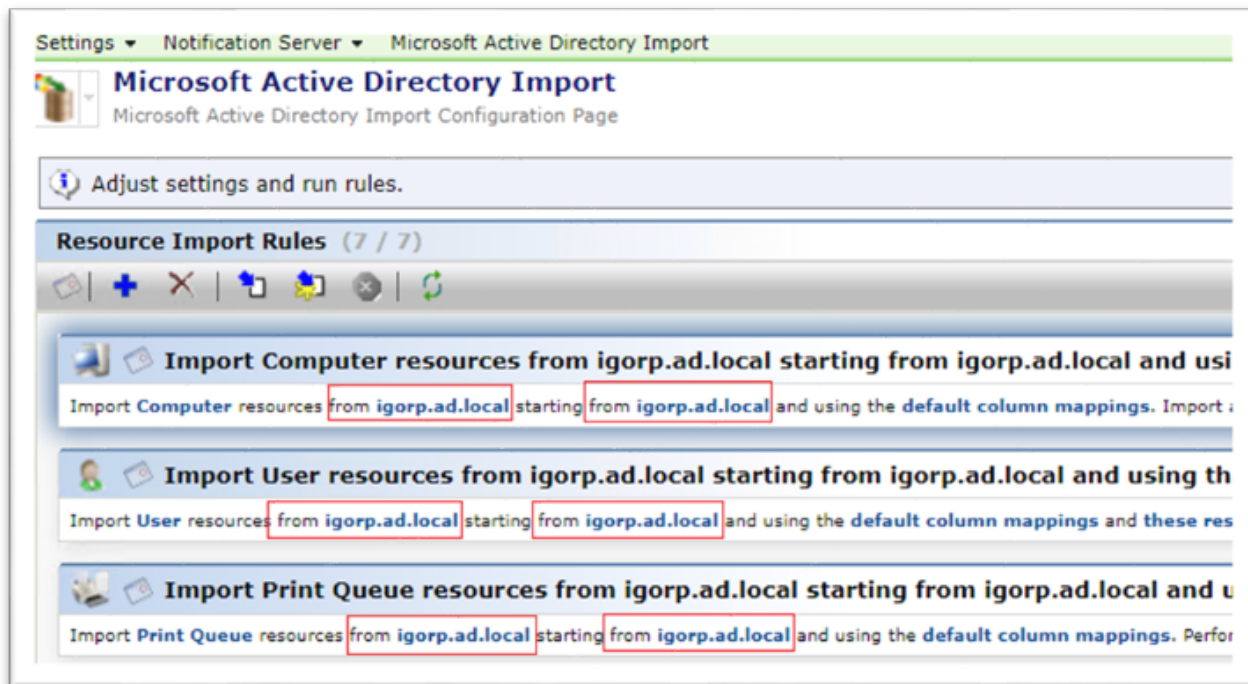 Settings Notification Server Microsoft Active Directory Import
Microsoft Active Directory Import
Microsoft Active Directory Import Configuration Page
Adjust settings and run rules.
Resource Import Rules (7 / 7)
Import Computer resources from igorp.ad.local starting from igorp.ad.local and usi
Import Computer resources from igorp.ad.local starting from igorp.ad.local and using the default column mappings. Import a
Import User resources from igorp.ad.local starting from igorp.ad.local and using th
Import User resources from igorp.ad.local starting from igorp.ad.local and using the default column mappings and these res
Import Print Queue resources from igorp.ad.local starting from igorp.ad.local and u
Import Print Queue resources from igorp.ad.local starting from igorp.ad.local and using the default column mappings. Perfor